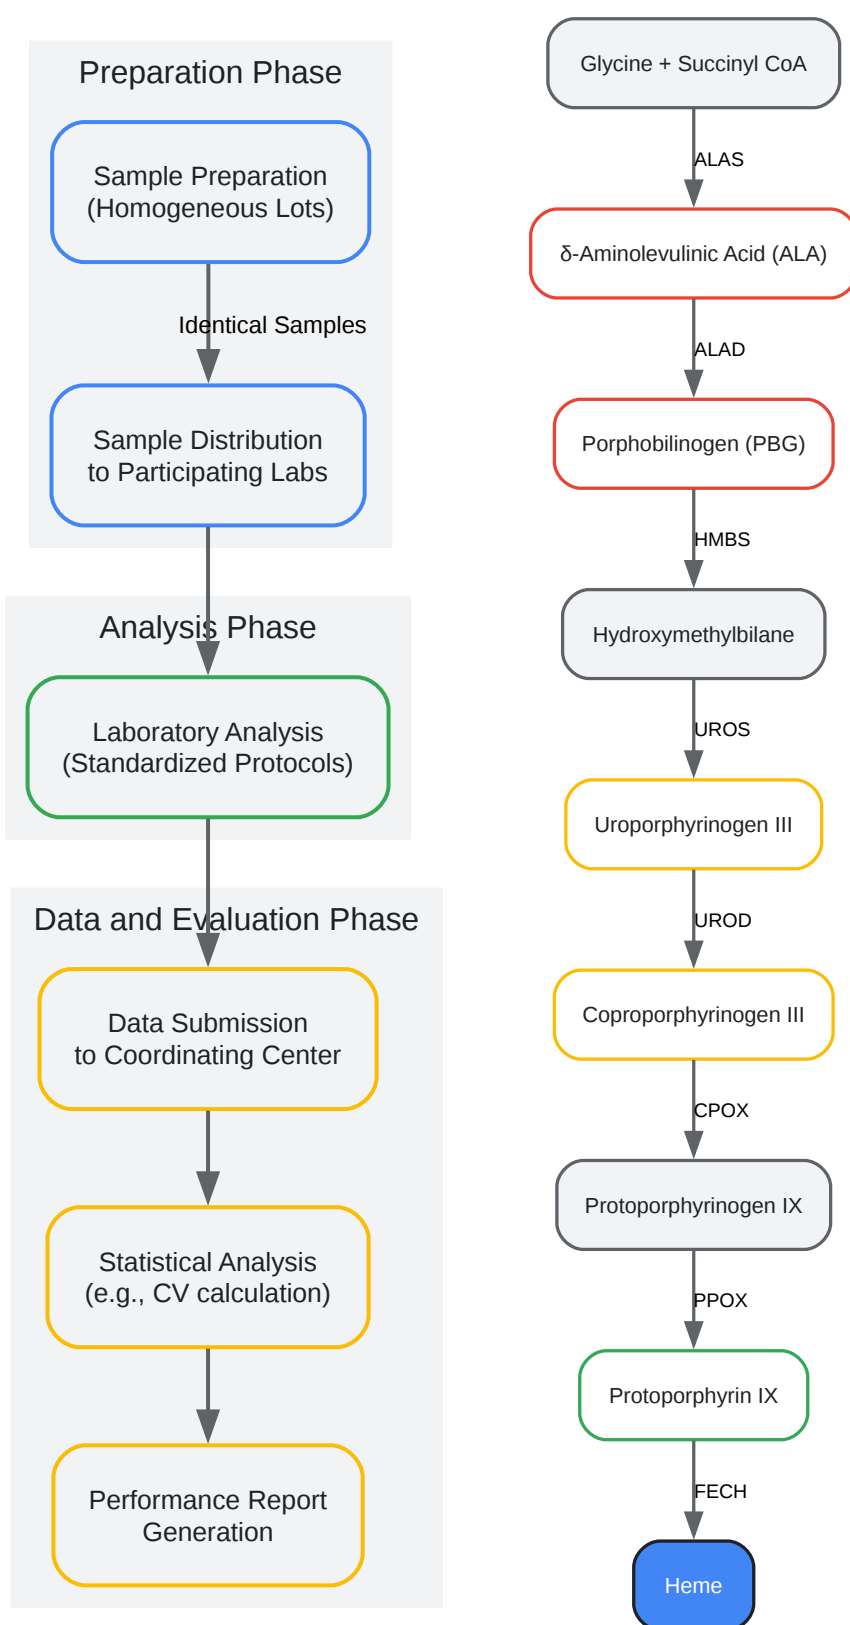 Preparation Phase
Sample Preparation
(Homogeneous Lots)
Identical Samples
Sample Distribution
to Participating Labs
Analysis Phase
Laboratory Analysis
(Standardized Protocols)
Data and Evaluation Phase
Data Submission
to Coordinating Center
Statistical Analysis
(e.g., CV calculation)
Performance Report
Generation
Glycine + Succinyl CoA
ALAS
δ-Aminolevulinic Acid (ALA)
ALAD
Porphobilinogen (PBG)
HMBS
Hydroxymethylbilane
UROS
Uroporphyrinogen III
UROD
Coproporphyrinogen III
CPOX
Protoporphyrinogen IX
PPOX
Protoporphyrin IX
FECH
Heme